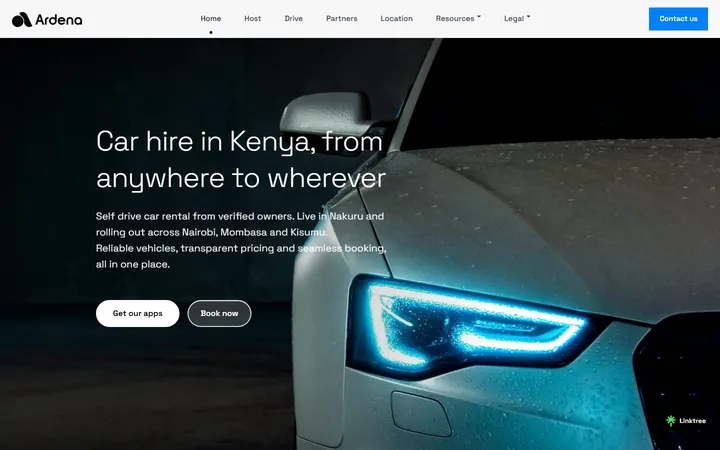 Ardena
Home
Host
Drive
Partners
Location
Resources
Legal
Contact us
Car hire in Kenya, from
anywhere to wherever
Self drive car rental from verified owners. Live in Nakuru and
rolling out across Nairobi, Mombasa and Kisumu.
Reliable vehicles, transparent pricing and seamless booking,
all in one place.
Get our apps
Book now
Linktree